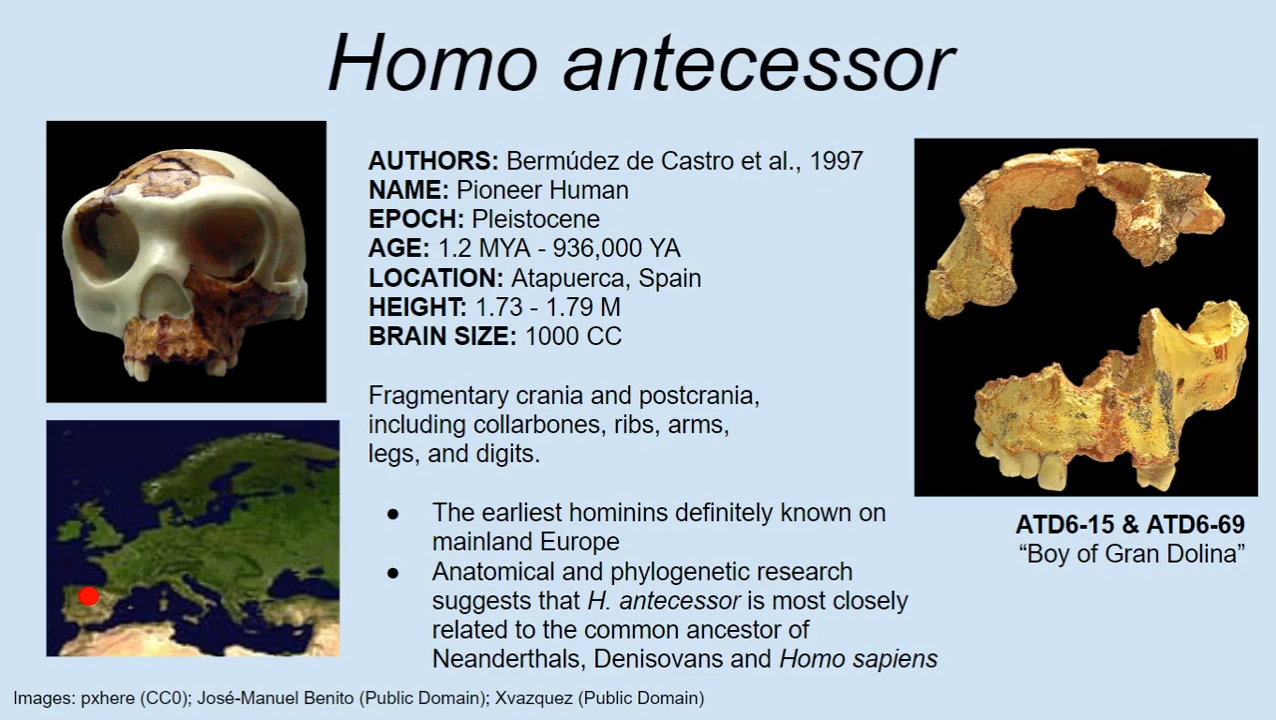 Homo antecessor
AUTHORS: Bermúdez de Castro et al., 1997
NAME: Pioneer Human
EPOCH: Pleistocene
AGE: 1.2 MYA - 936,000 YA
LOCATION: Atapuerca, Spain
HEIGHT: 1.73 - 1.79 M
BRAIN SIZE: 1000 CC
Fragmentary crania and postcrania,
including collarbones, ribs, arms,
legs, and digits.
● The earliest hominins definitely known on
mainland Europe
● Anatomical and phylogenetic research
suggests that H. antecessor is most closely
related to the common ancestor of
Neanderthals, Denisovans and Homo sapiens
ATD6-15 & ATD6-69
“Boy of Gran Dolina”
Images: pxhere (CC0); José-Manuel Benito (Public Domain); Xvazquez (Public Domain)